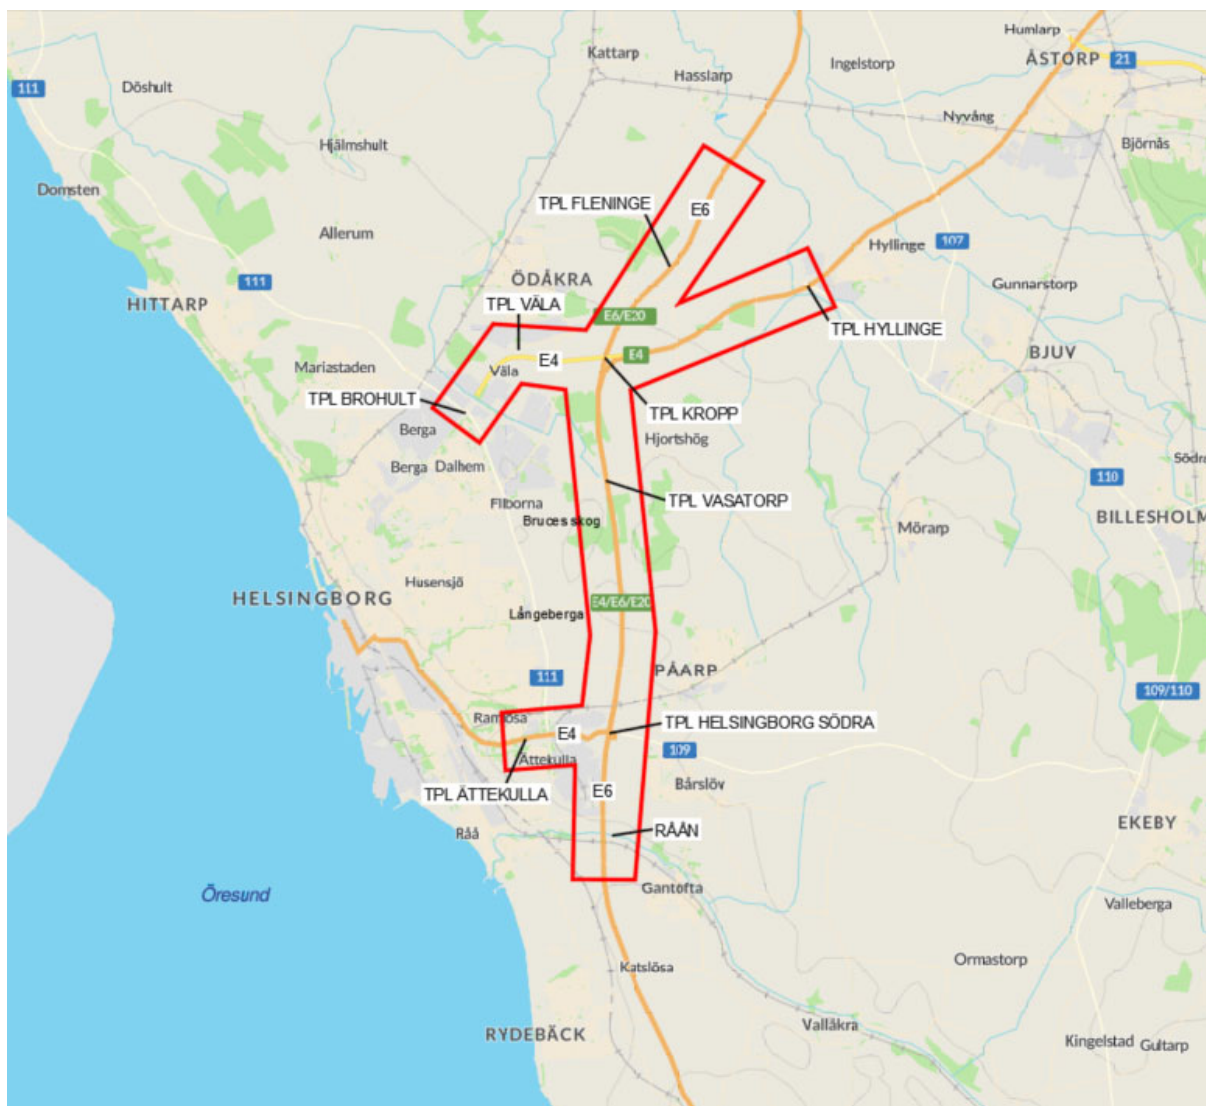 Humlarp
Kattarp
ÅSTORP
21
Ingelstorp
Hasslarp
111
Döshult
Nyvång
Hjälmshult
Björnås
Domsten
TPL FLENINGE
E6
Allerum
Hyllinge
107
ÖDÅKRA
111
Gunnarstorp
HITTARP
TPL VÄLA
E6/E20
TPL HYLLINGE
E4
E4
BJUV
Mariastaden
Väla
TPL BROHULT
TPL KROPP
Berga
Hjortshög
Berga
Dalhem
Södra
110
Filborna
TPL VASATORP
BILLESHOLM
Bruces skog
Mörarp
Husensjö
HELSINGBORG
E4/E6/E20
Långeberga
PÅARP
111
109/110
Ramlösa
TPL HELSINGBORG SÖDRA
E4
109
Ättekulla
Bårslöv
TPL ÄTTEKULLA
E6
EKEBY
Råå
RÅÅN
Öresund
Gantofta
Valleberga
Ormastorp
Katslösa
Vallåkra
RYDEBÄCK
Kingelstad
Gultarp